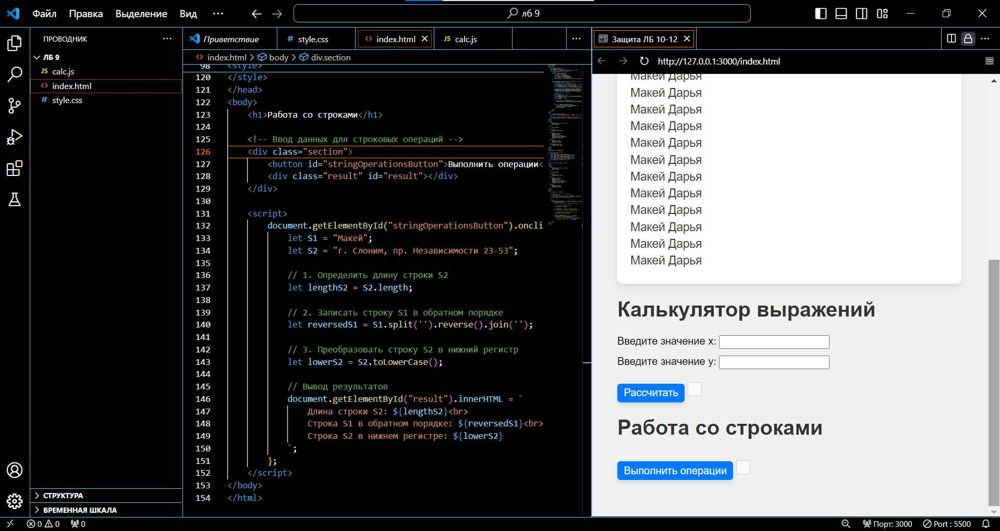 Файл Правка Выделение Вид ··· лб 9
ПРОВОДНИК ···
ЛБ 9
JS calc.js
<> index.html
# style.css
СТРУКТУРА
ВРЕМЕННАЯ ШКАЛА
Приветствие # style.css <> index.html JS calc.js ···
<> index.html > body > div.section
98 <style>
120 </style>
121 </head>
122 <body>
123 <h1>Работа со строками</h1>
124
125 <!-- Ввод данных для строковых операций -->
126 <div class="section">
127 <button id="stringOperationsButton">Выполнить операции<
128 <div class="result" id="result"></div>
129 </div>
130
131 <script>
132 document.getElementById("stringOperationsButton").oncli
133 let S1 = "Макей";
134 let S2 = "г. Слоним, пр. Независимости 23-53";
135
136 // 1. Определить длину строки S2
137 let lengthS2 = S2.length;
138
139 // 2. Записать строку S1 в обратном порядке
140 let reversedS1 = S1.split('').reverse().join('');
141
142 // 3. Преобразовать строку S2 в нижний регистр
143 let lowerS2 = S2.toLowerCase();
144
145 // Вывод результатов
146 document.getElementById("result").innerHTML = `
147 Длина строки S2: ${lengthS2}<br>
148 Строка S1 в обратном порядке: ${reversedS1}<br>
149 Строка S2 в нижнем регистре: ${lowerS2}
150 `;
151 };
152 </script>
153 </body>
154 </html>
Защита ЛБ 10-12 ···
http://127.0.0.1:3000/index.html
Макей Дарья
Макей Дарья
Макей Дарья
Макей Дарья
Макей Дарья
Макей Дарья
Макей Дарья
Макей Дарья
Макей Дарья
Макей Дарья
Макей Дарья
Макей Дарья
Калькулятор выражений
Введите значение x:
Введите значение y:
Рассчитать
Работа со строками
Выполнить операции
0 0 0 Порт: 3000 Port : 5500